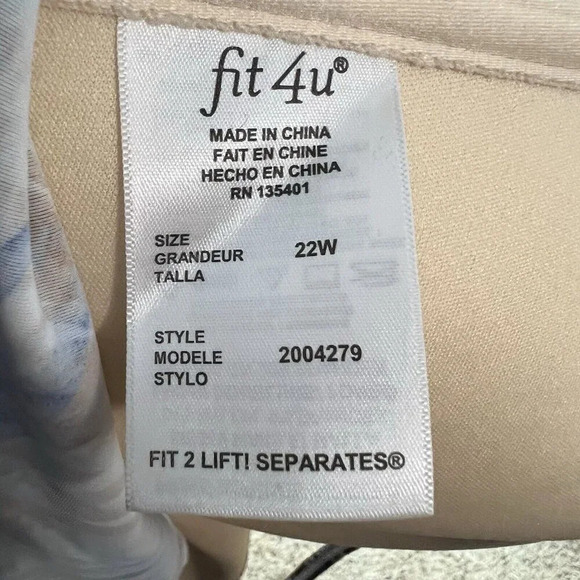 fit 4u®
MADE IN CHINA
FAIT EN CHINE
HECHO EN CHINA
RN 135401
SIZE
GRANDEUR 22W
TALLA
STYLE
MODELE 2004279
STYLO
FIT 2 LIFT! SEPARATES®